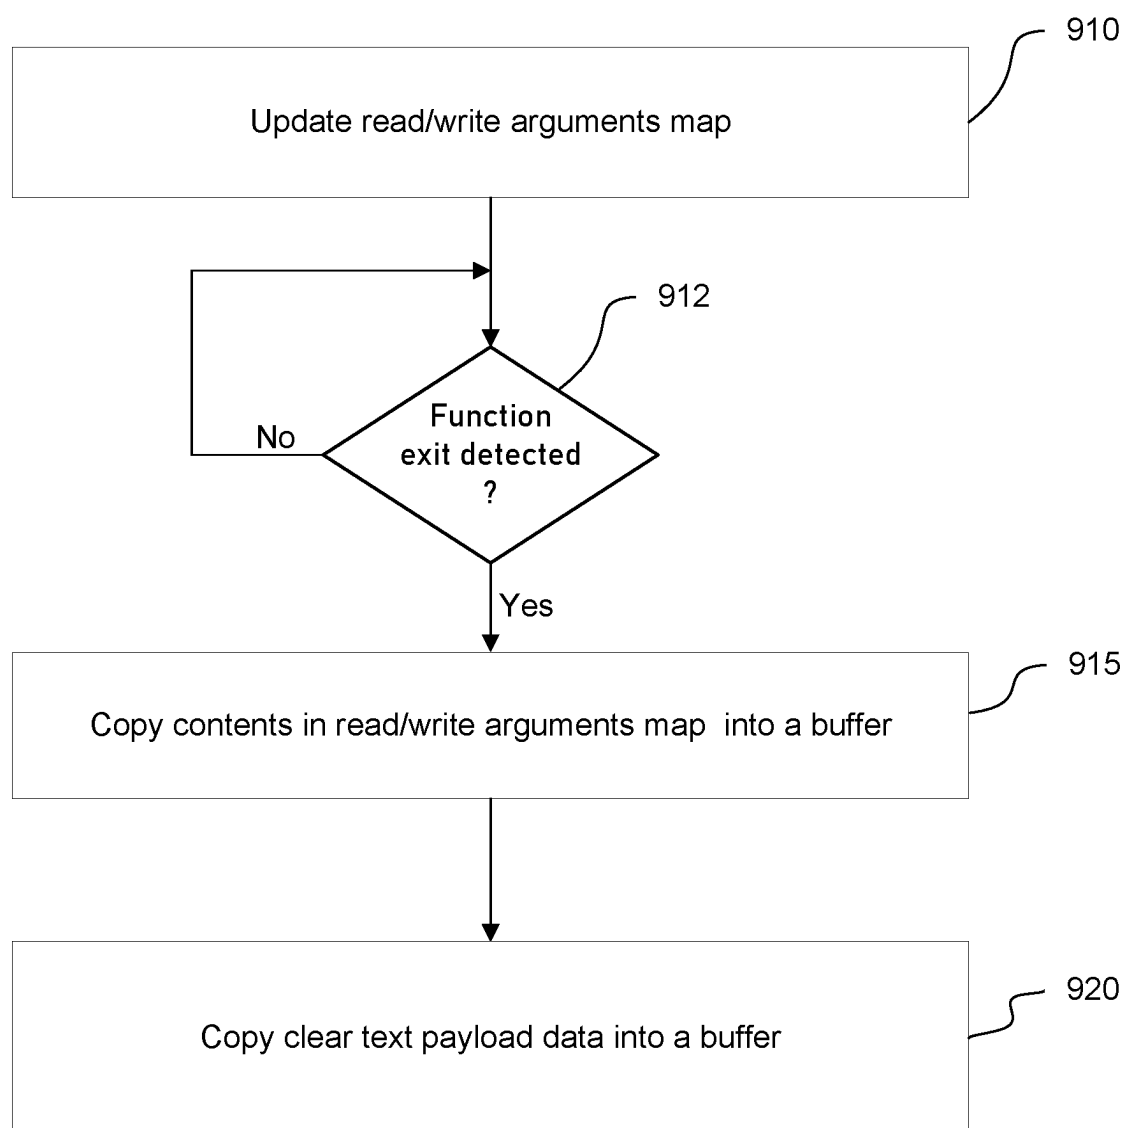 910
Update read/write arguments map
912
Function
exit detected
?
No
Yes
915
Copy contents in read/write arguments map  into a buffer
920
Copy clear text payload data into a buffer